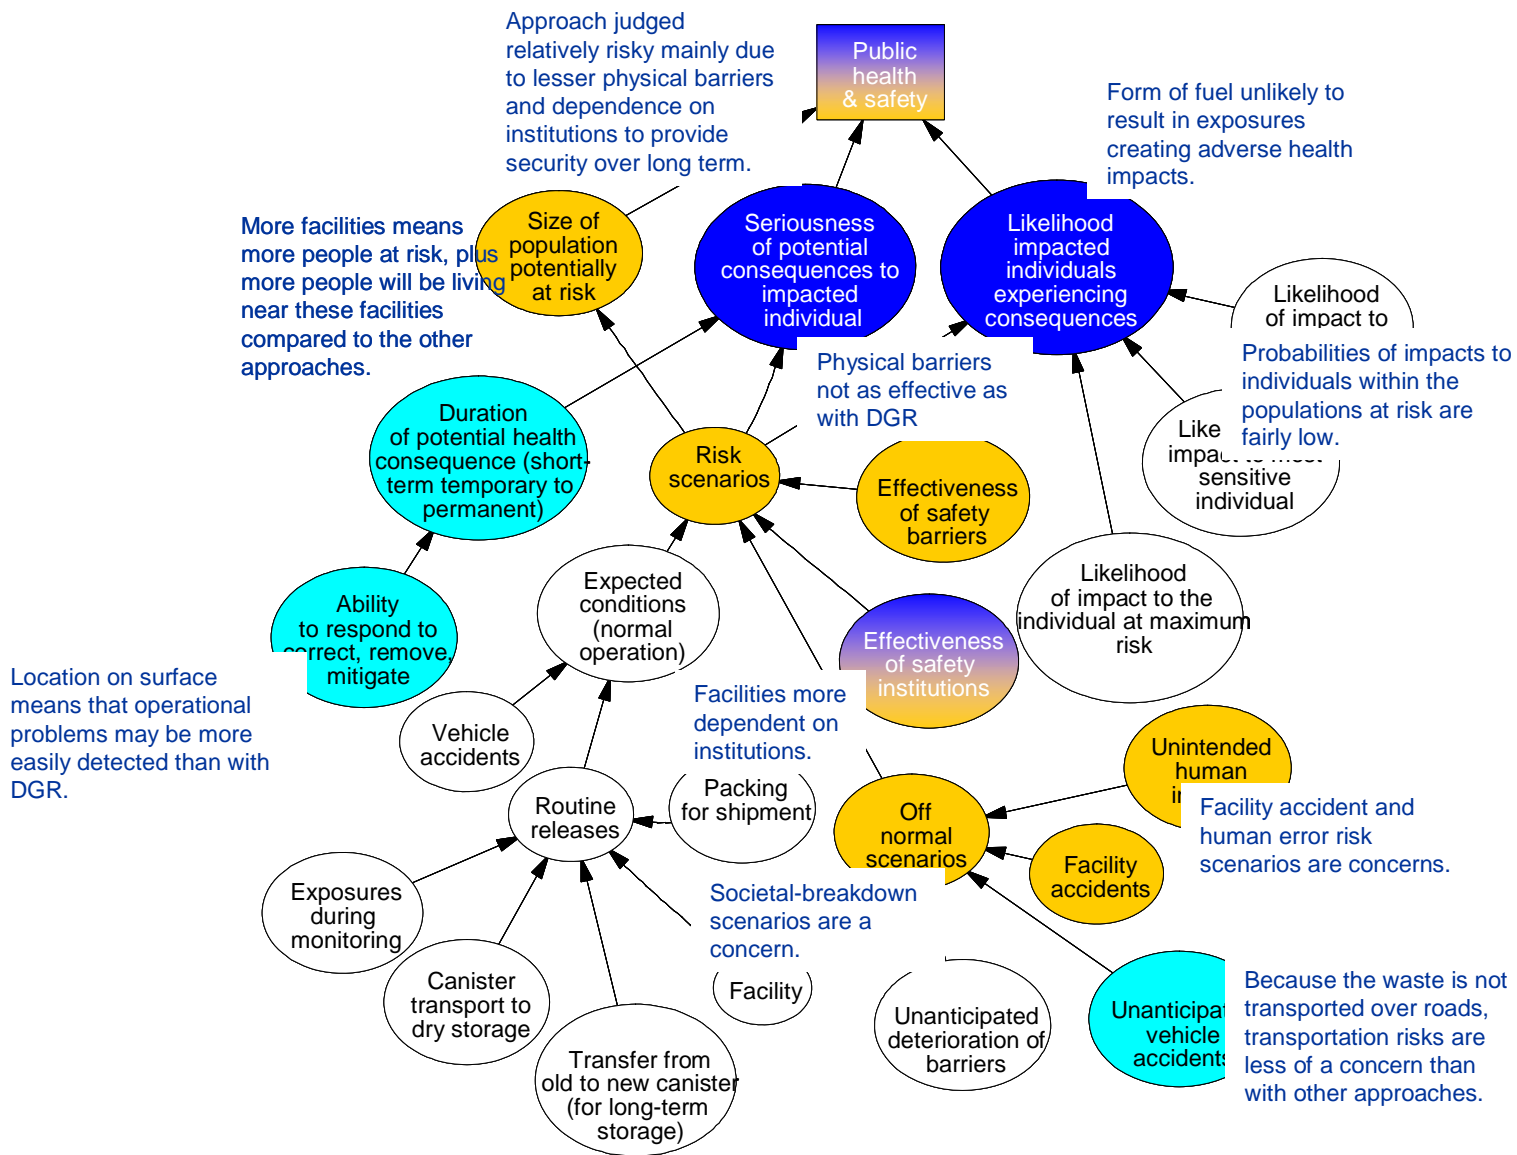 Approach judged
relatively risky mainly due
to lesser physical barriers
and dependence on
institutions to provide
security over long term.
Public
health
& safety
Form of fuel unlikely to
result in exposures
creating adverse health
impacts.
More facilities means
more people at risk, plus
more people will be living
near these facilities
compared to the other
approaches.
Size of
population
potentially
at risk
Seriousness
of potential
consequences to
impacted
individual
Likelihood
impacted
individuals
experiencing
consequences
Likelihood
of impact to
Probabilities of impacts to
individuals within the
populations at risk are
fairly low.
Physical barriers
not as effective as
with DGR
Duration
of potential health
consequence (short-
term temporary to
permanent)
Risk
scenarios
Effectiveness
of safety
barriers
impact to most
sensitive
individual
Ability
to respond to
correct, remove,
mitigate
Expected
conditions
(normal
operation)
Effectiveness
of safety
institutions
Likelihood
of impact to the
individual at maximum
risk
Location on surface
means that operational
problems may be more
easily detected than with
DGR.
Vehicle
accidents
Facilities more
dependent on
institutions.
Routine
releases
Packing
for shipment
Off
normal
scenarios
Unintended
human
Facility accident and
human error risk
scenarios are concerns.
Facility
accidents
Exposures
during
monitoring
Societal-breakdown
scenarios are a
concern.
Canister
transport to
dry storage
Facility
Transfer from
old to new canister
(for long-term
storage)
Unanticipated
deterioration of
barriers
Unanticipated
vehicle
accidents
Because the waste is not
transported over roads,
transportation risks are
less of a concern than
with other approaches.